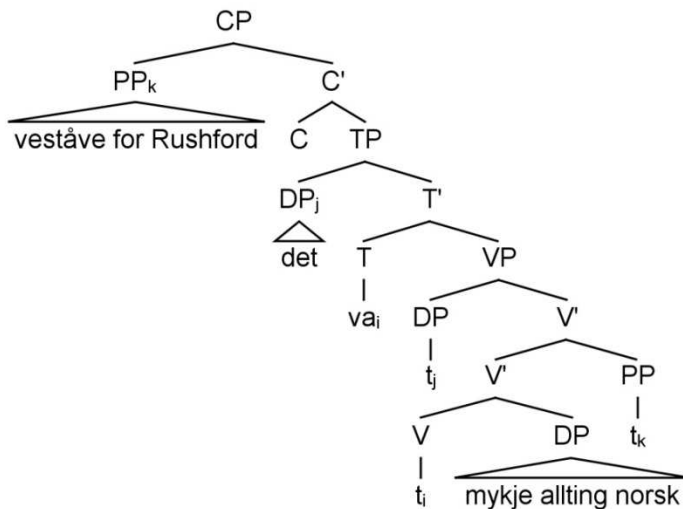 CP
PPk C'
veståve for Rushford C TP
DPj T'
det T VP
vai DP V'
tj V' PP
V DP tk
ti mykje allting norsk